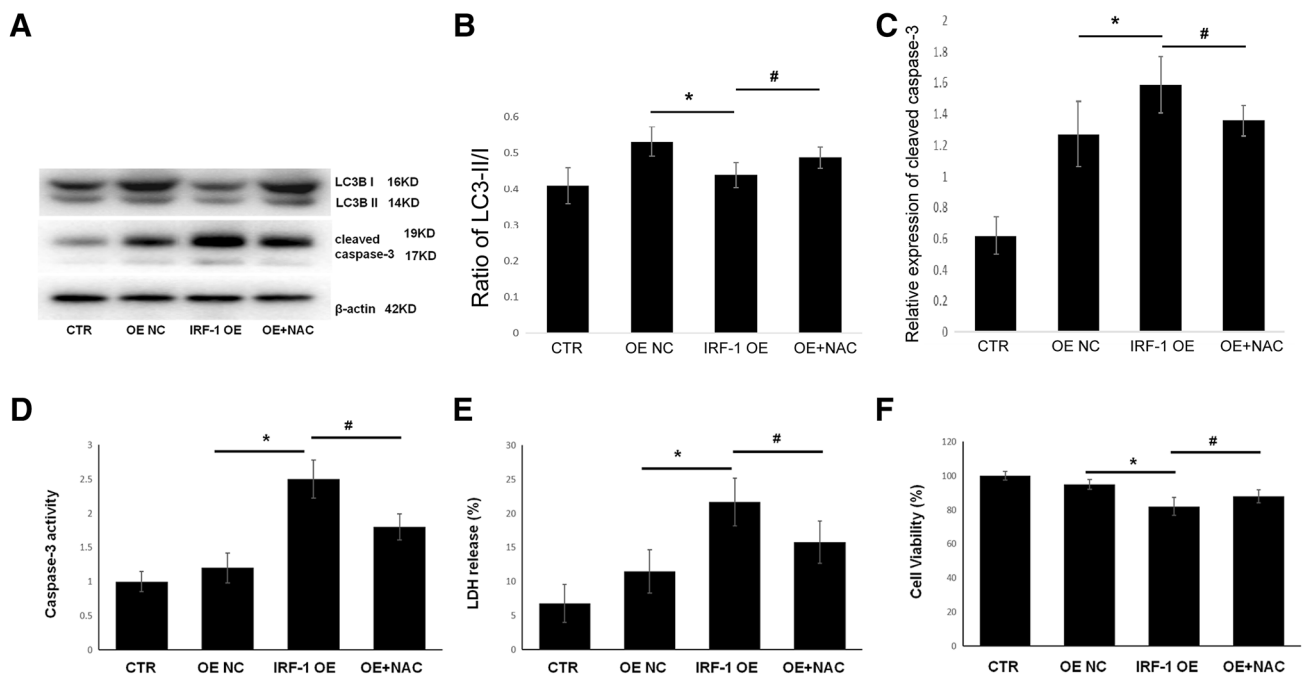 A
LC3B I 16KD
LC3B II 14KD
cleaved 19KD
caspase-3 17KD
β-actin 42KD
CTR OE NC IRF-1 OE OE+NAC
B
Ratio of LC3-II/I
0.6
0.5
0.4
0.3
0.2
0.1
0
* #
CTR OE NC IRF-1 OE OE+NAC
C
Relative expression of cleaved caspase-3
2
1.8
1.6
1.4
1.2
1
0.8
0.6
0.4
0.2
0
* #
CTR OE NC IRF-1 OE OE+NAC
D
Caspase-3 activity
3
2.5
2
1.5
1
0.5
0
* #
CTR OE NC IRF-1 OE OE+NAC
E
LDH release (%)
30
25
20
15
10
5
0
* #
CTR OE NC IRF-1 OE OE+NAC
F
Cell Viability (%)
120
100
80
60
40
20
0
* #
CTR OE NC IRF-1 OE OE+NAC